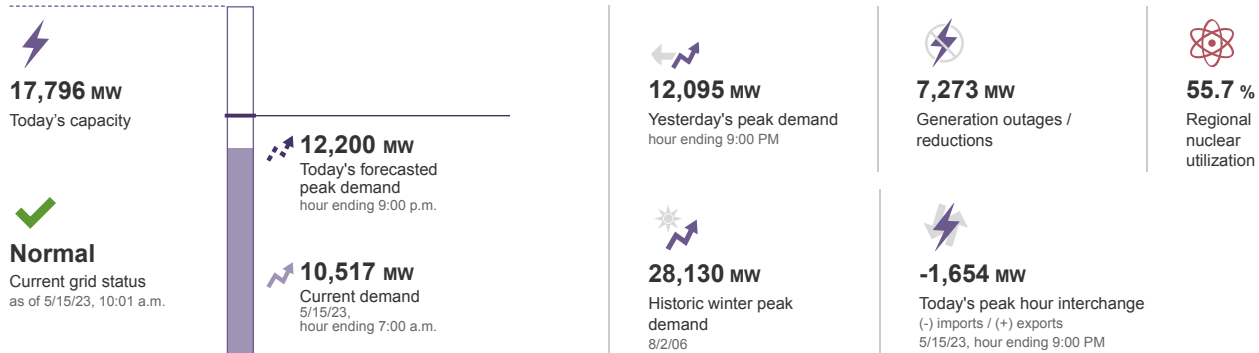 17,796 MW
Today's capacity
Normal
Current grid status
as of 5/15/23, 10:01 a.m.
12,200 MW
Today's forecasted
peak demand
hour ending 9:00 p.m.
10,517 MW
Current demand
5/15/23,
hour ending 7:00 a.m.
12,095 MW
Yesterday's peak demand
hour ending 9:00 PM
7,273 MW
Generation outages /
reductions
55.7 %
Regional
nuclear
utilization
28,130 MW
Historic winter peak
demand
8/2/06
-1,654 MW
Today's peak hour interchange
(-) imports / (+) exports
5/15/23, hour ending 9:00 PM